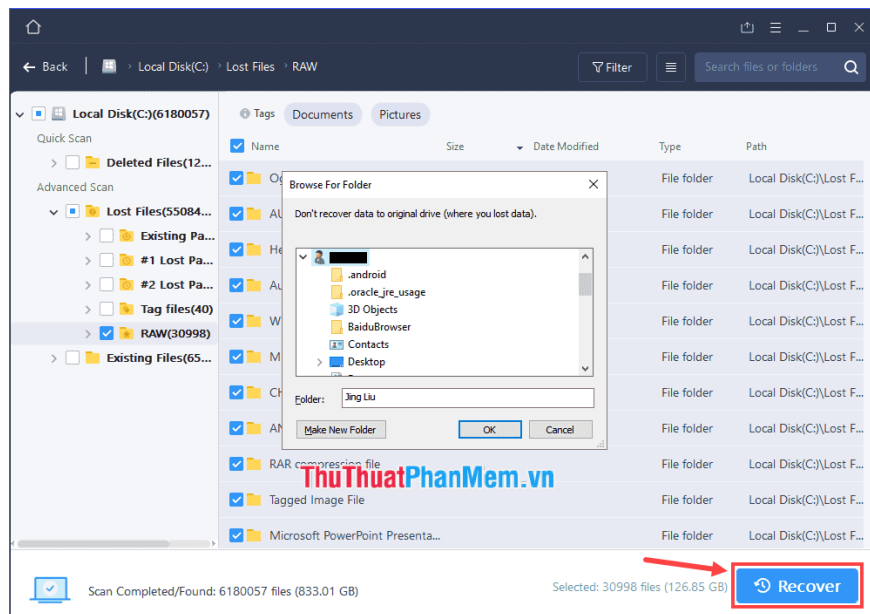 Back
Local Disk(C:) > Lost Files > RAW
Filter
Search files or folders
Local Disk(C:)(6180057)
Quick Scan
Deleted Files(12...
Advanced Scan
Lost Files(55084...
Existing Pa...
#1 Lost Pa...
#2 Lost Pa...
Tag files(40)
RAW(30998)
Existing Files(65...
Tags Documents Pictures
Name Size Date Modified Type Path
File folder Local Disk(C:)\Lost F...
AU File folder Local Disk(C:)\Lost F...
He File folder Local Disk(C:)\Lost F...
Au File folder Local Disk(C:)\Lost F...
W File folder Local Disk(C:)\Lost F...
M File folder Local Disk(C:)\Lost F...
CH File folder Local Disk(C:)\Lost F...
AN File folder Local Disk(C:)\Lost F...
RAR compression file File folder Local Disk(C:)\Lost F...
Tagged Image File File folder Local Disk(C:)\Lost F...
Microsoft PowerPoint Presenta... File folder Local Disk(C:)\Lost F...
Browse For Folder
Don't recover data to original drive (where you lost data).
.android
.oracle_jre_usage
3D Objects
BaiduBrowser
Contacts
Desktop
Folder: Jing Liu
Make New Folder OK Cancel
ThuThuatPhanMem.vn
Scan Completed/Found: 6180057 files (833.01 GB)
Selected: 30998 files (126.85 GB)
Recover